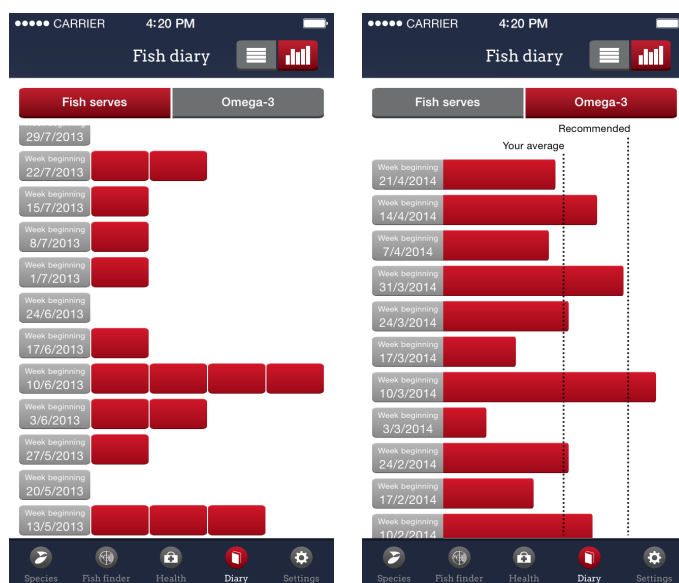 CARRIER 4:20 PM
Fish diary
Fish serves Omega-3
29/7/2013
Week beginning
22/7/2013
Week beginning
15/7/2013
Week beginning
8/7/2013
Week beginning
1/7/2013
Week beginning
24/6/2013
Week beginning
17/6/2013
Week beginning
10/6/2013
Week beginning
3/6/2013
Week beginning
27/5/2013
Week beginning
20/5/2013
Week beginning
13/5/2013
Species Fish finder Health Diary Settings
CARRIER 4:20 PM
Fish diary
Fish serves Omega-3
Recommended
Your average
Week beginning
21/4/2014
Week beginning
14/4/2014
Week beginning
7/4/2014
Week beginning
31/3/2014
Week beginning
24/3/2014
Week beginning
17/3/2014
Week beginning
10/3/2014
Week beginning
3/3/2014
Week beginning
24/2/2014
Week beginning
17/2/2014
Week beginning
10/2/2014
Species Fish finder Health Diary Settings